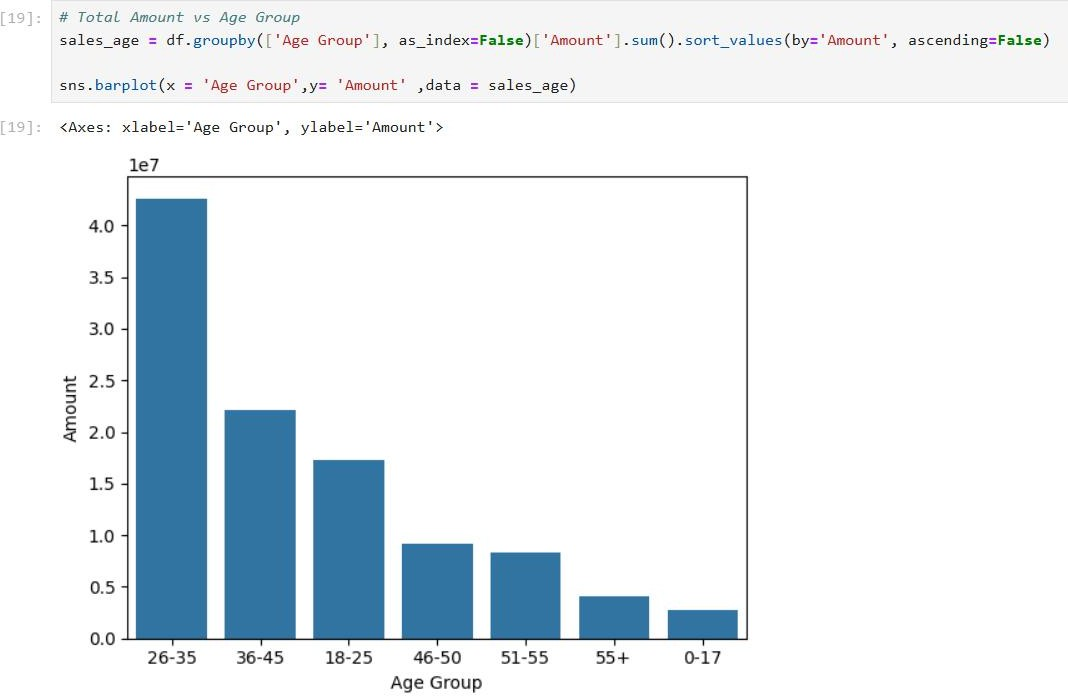 [19]: # Total Amount vs Age Group
sales_age = df.groupby(['Age Group'], as_index=False)['Amount'].sum().sort_values(by='Amount', ascending=False)
sns.barplot(x = 'Age Group',y= 'Amount' ,data = sales_age)
[19]: <Axes: xlabel='Age Group', ylabel='Amount'>
1e7
4.0
3.5
3.0
2.5
2.0
1.5
1.0
0.5
0.0
Amount
26-35 36-45 18-25 46-50 51-55 55+ 0-17
Age Group